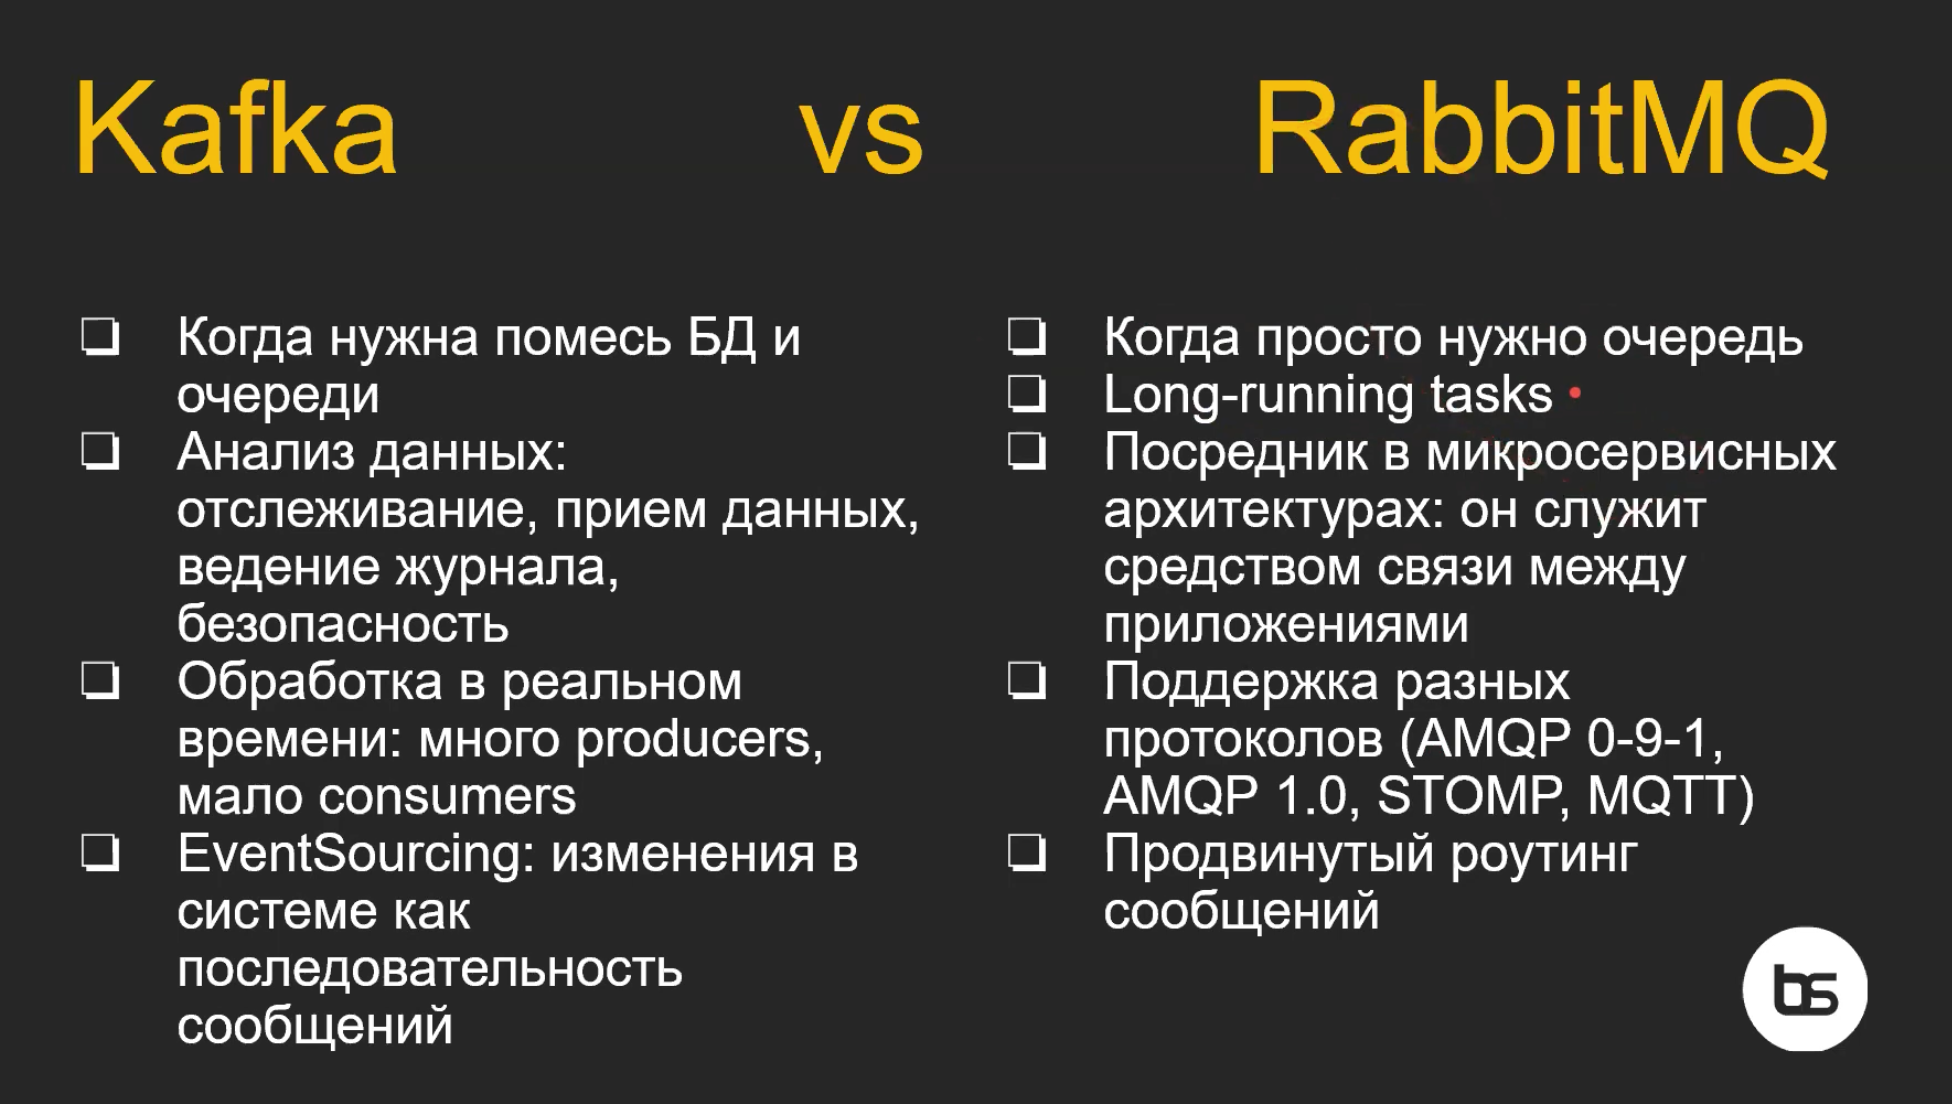 Kafka vs RabbitMQ
❏ Когда нужна помесь БД и
очереди
❏ Анализ данных:
отслеживание, прием данных,
ведение журнала,
безопасность
❏ Обработка в реальном
времени: много producers,
мало consumers
❏ EventSourcing: изменения в
системе как
последовательность
сообщений
❏ Когда просто нужно очередь
❏ Long-running tasks
❏ Посредник в микросервисных
архитектурах: он служит
средством связи между
приложениями
❏ Поддержка разных
протоколов (AMQP 0-9-1,
AMQP 1.0, STOMP, MQTT)
❏ Продвинутый роутинг
сообщений
bs